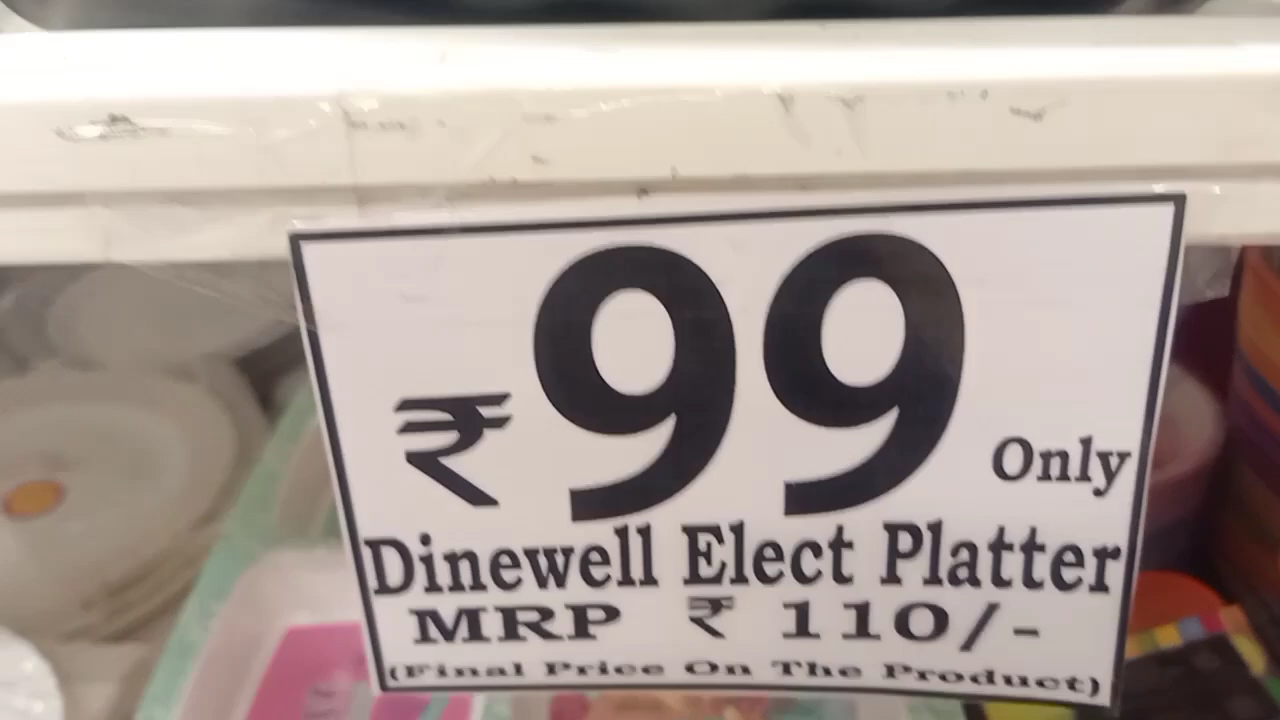 ₹99 Only
Dinewell Elect Platter
MRP ₹ 110/-
(Final Price On The Product)